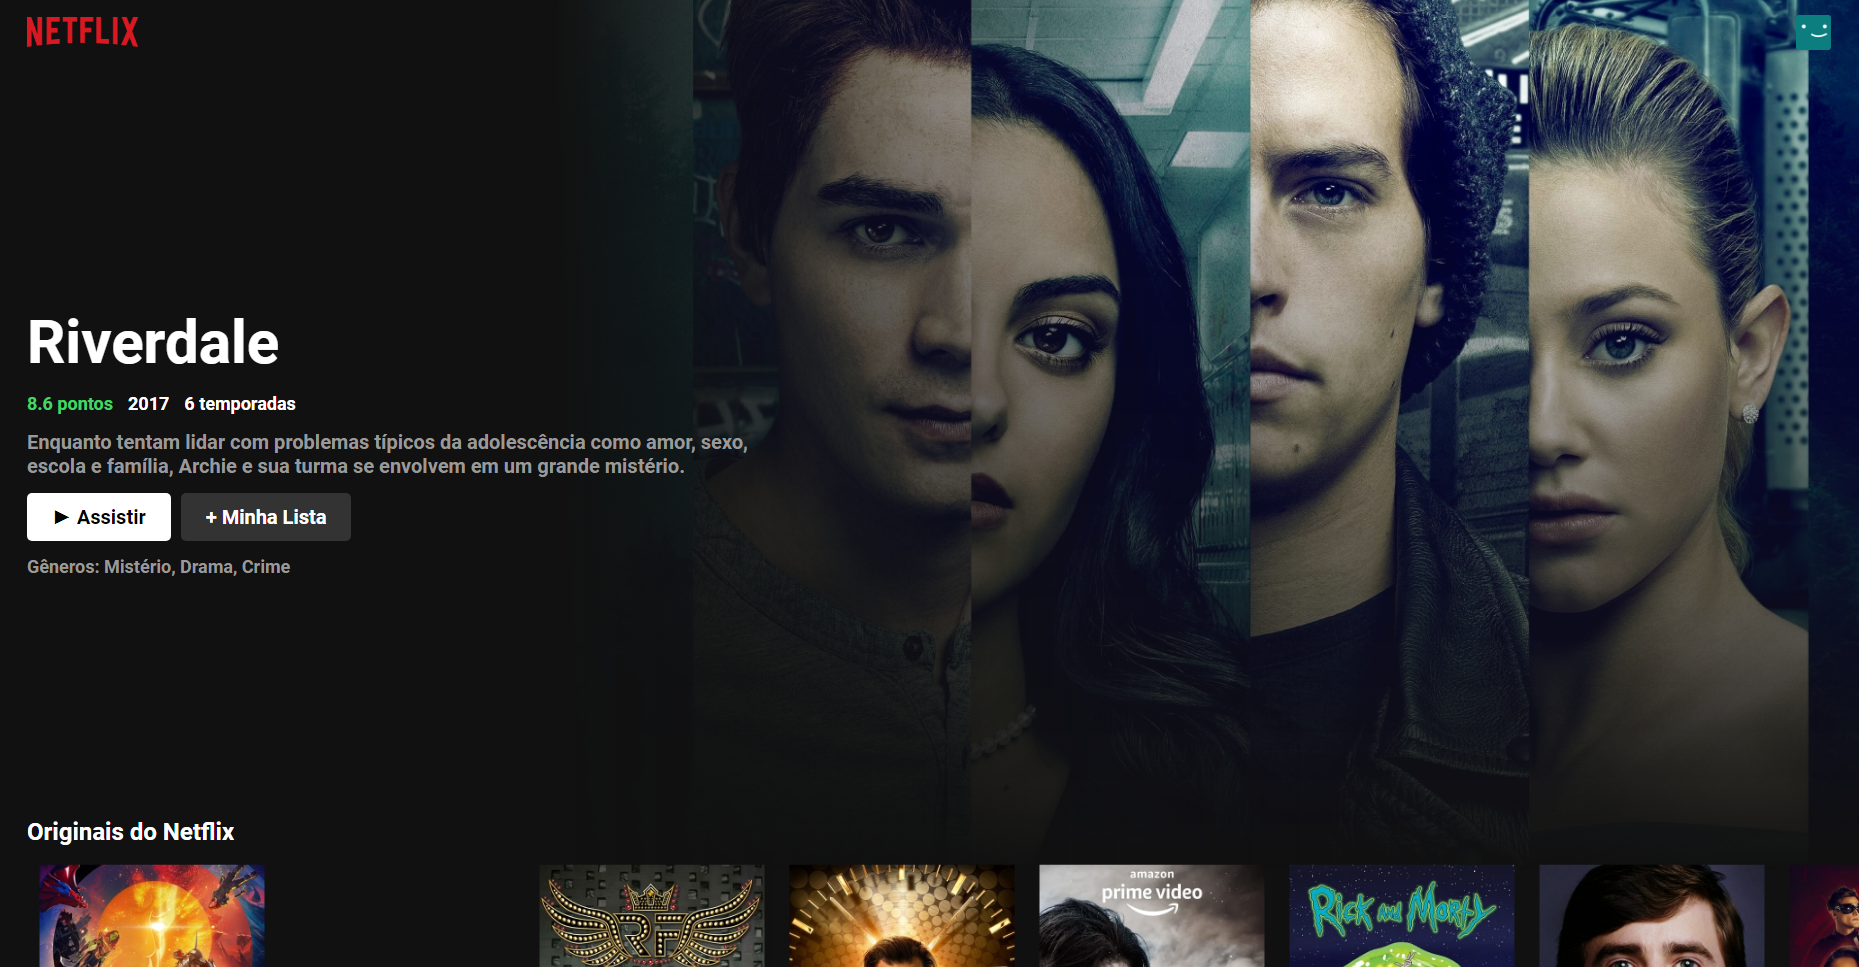 NETFLIX
Riverdale
8.6 pontos 2017 6 temporadas
Enquanto tentam lidar com problemas típicos da adolescência como amor, sexo,
escola e família, Archie e sua turma se envolvem em um grande mistério.
▶ Assistir + Minha Lista
Gêneros: Mistério, Drama, Crime
Originais do Netflix
RF
amazon
prime video
Rick and Morty